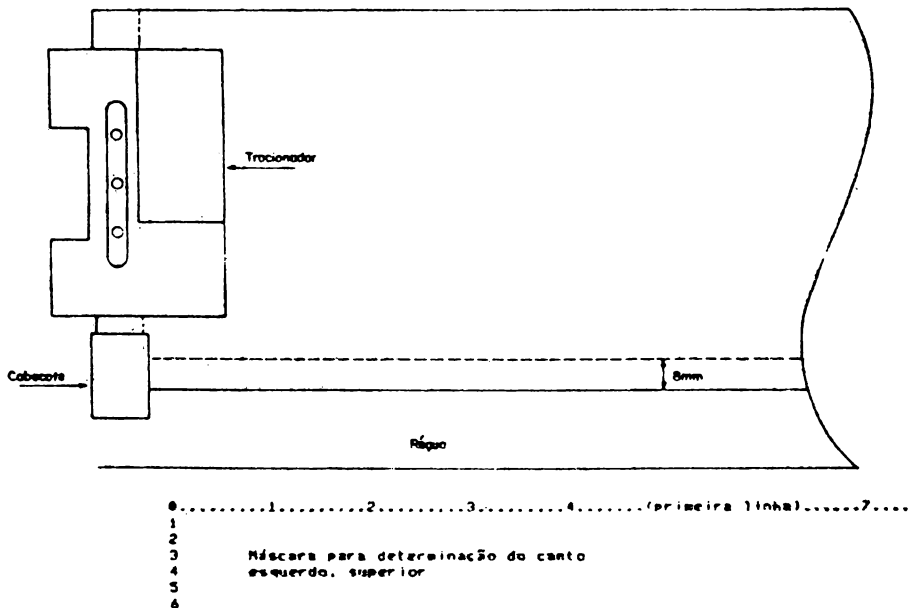 Tracionador
Cabeçote
8mm
Régua
0.........1.........2.........3.........4.......(primeira linha)......7....
1
2
3 Máscara para determinação do canto
4 esquerdo, superior
5
6